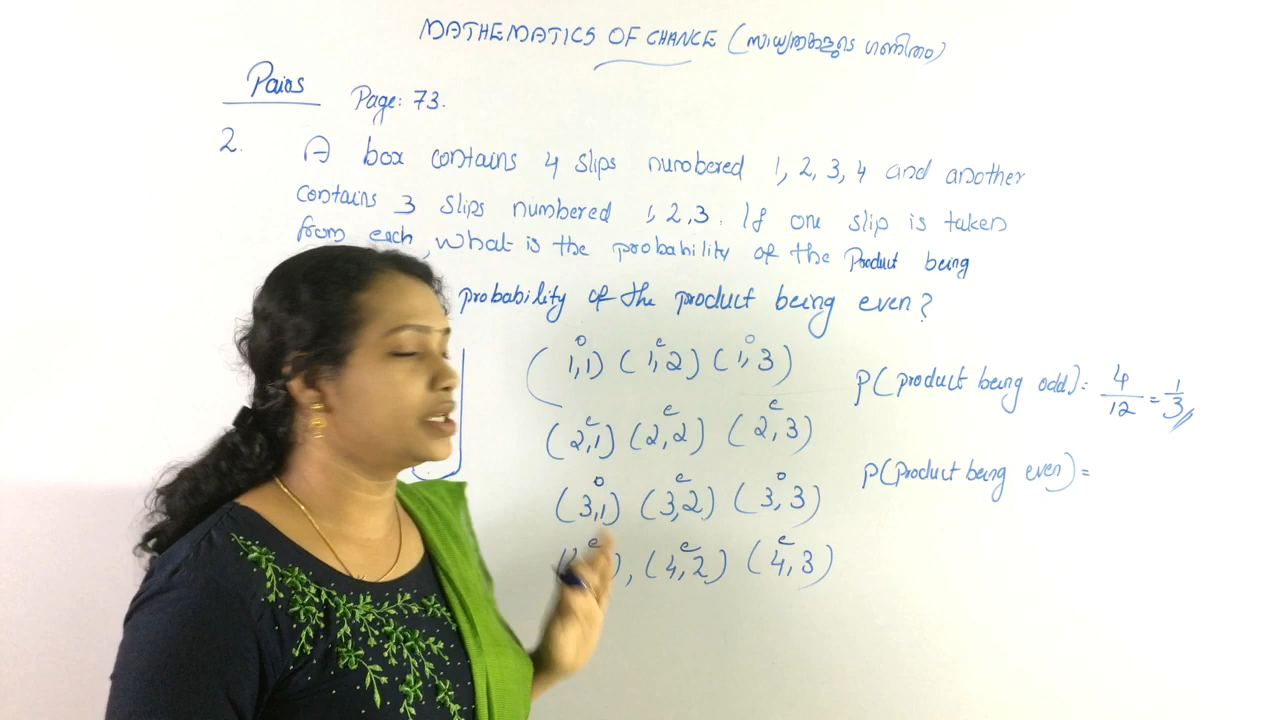 MATHEMATICS OF CHANCE (സാധ്യതകളുടെ ഗണിതം)
Pairs Page: 73.
2. A box contains 4 slips numbered 1, 2, 3, 4 and another
contains 3 slips numbered 1, 2, 3. If one slip is taken
from each, what is the probability of the Product being
probability of the product being even?
(1,1) (1,2) (1,3)
o e o
P(product being odd) = 4/12 = 1/3
(2,1) (2,2) (2,3)
e e e
P(Product being even) =
(3,1) (3,2) (3,3)
o e o
, (4,2) (4,3)
e e e